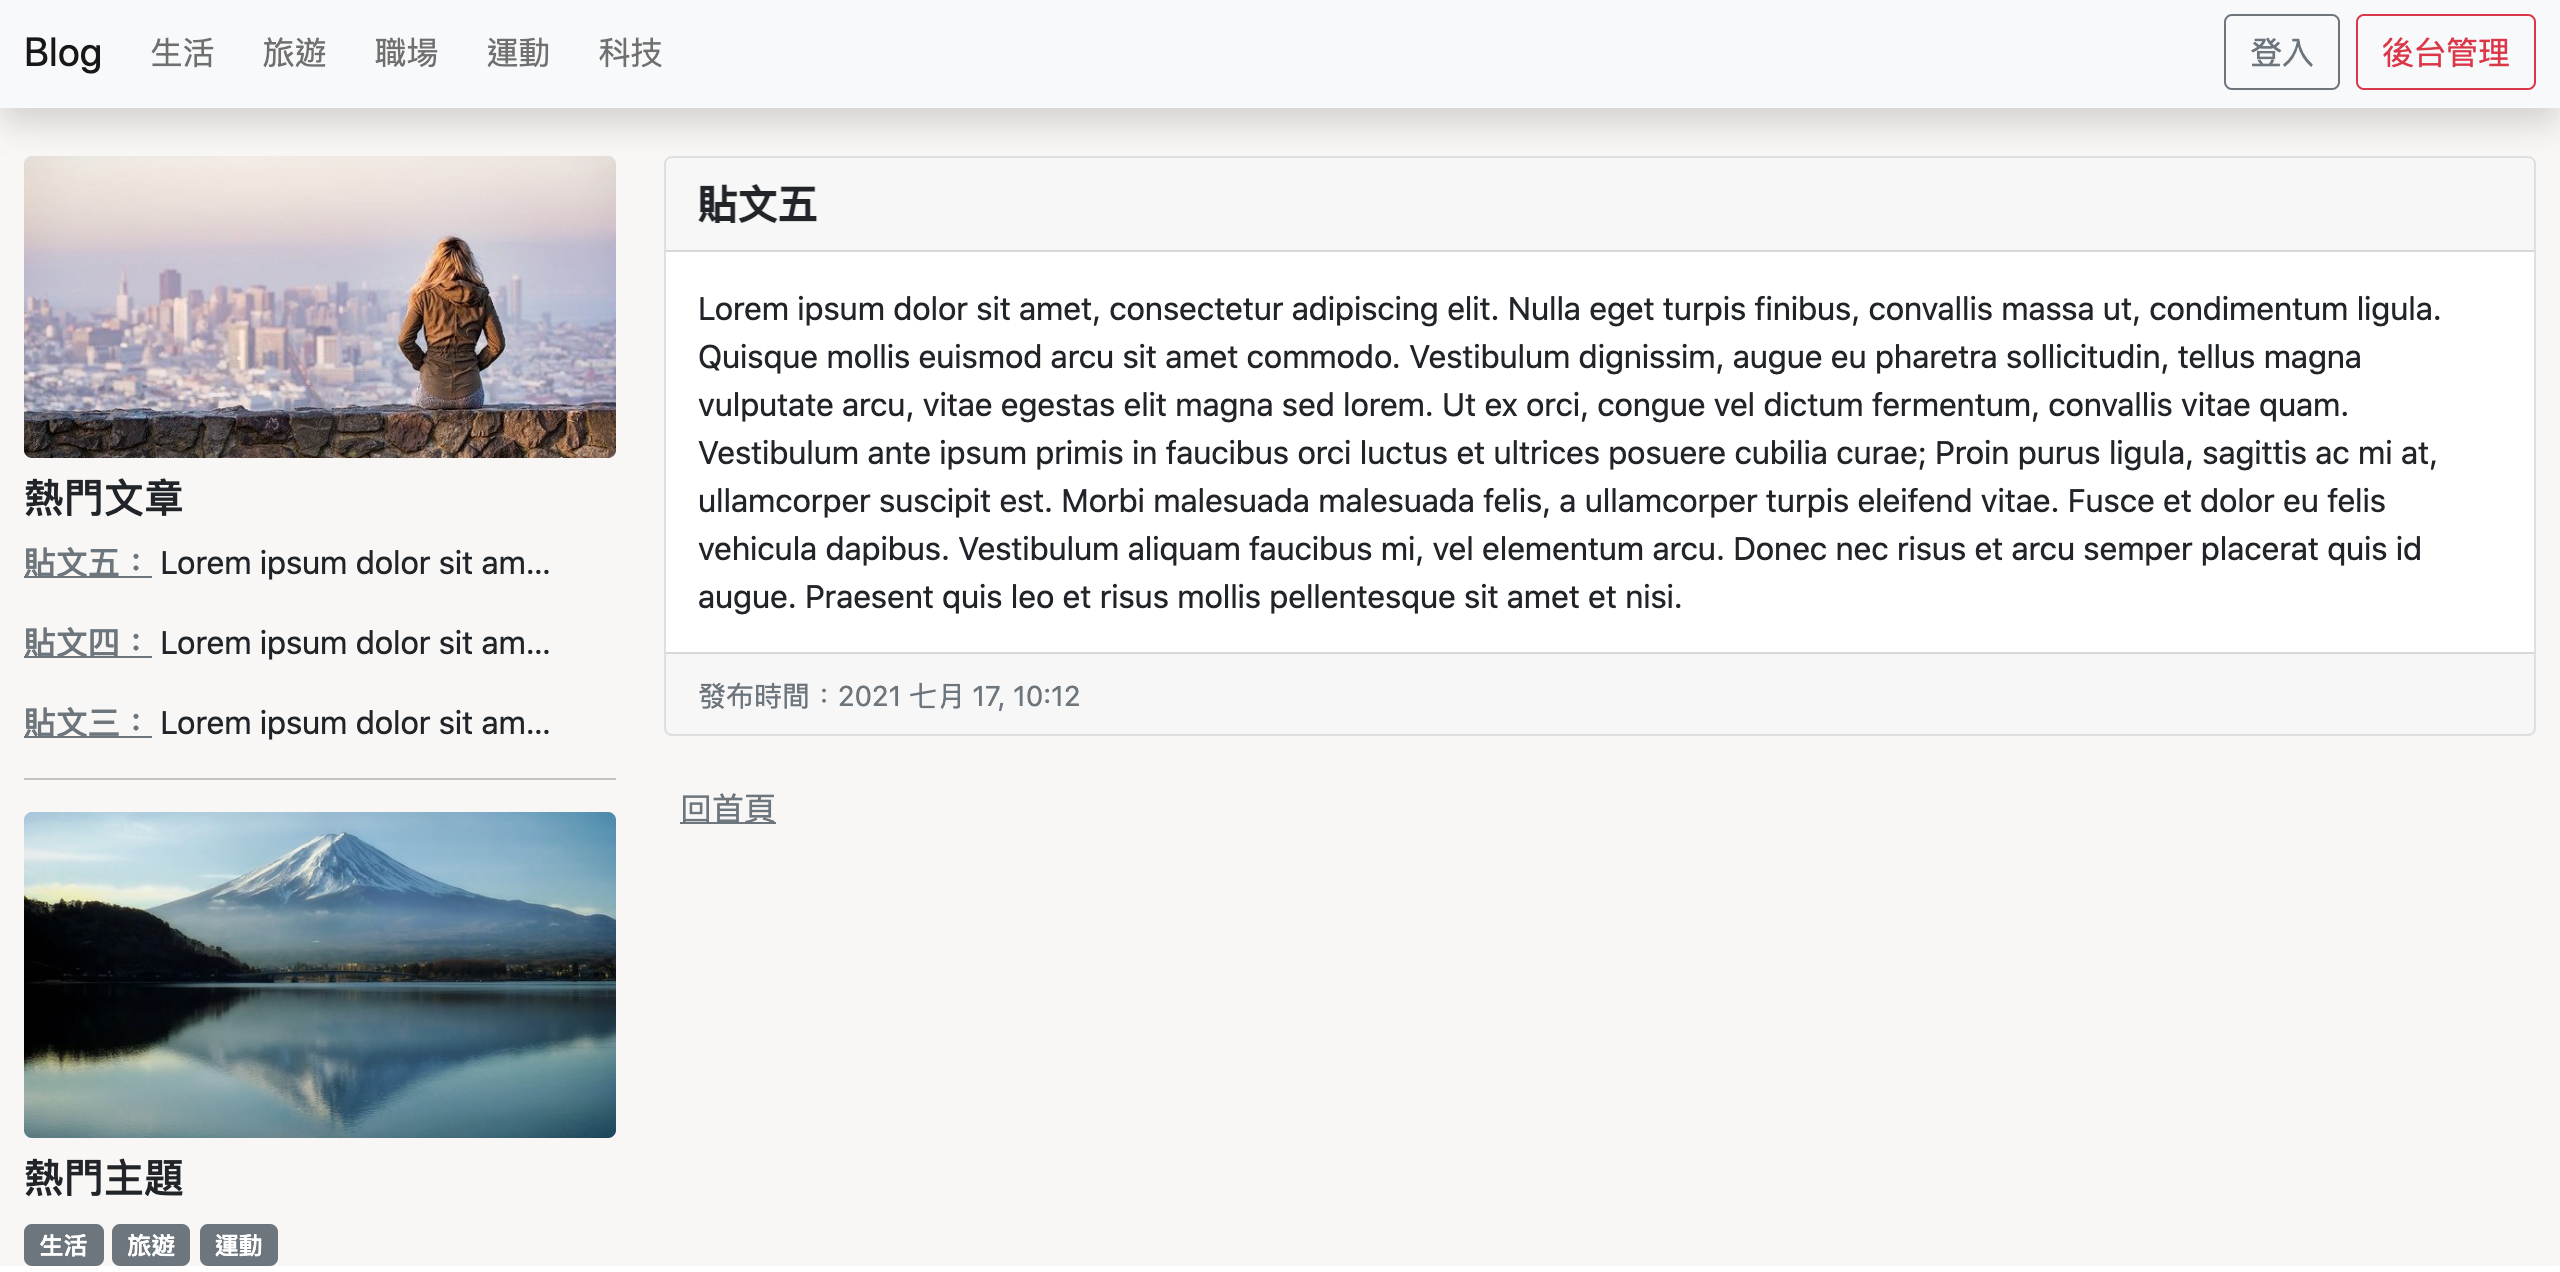 Blog 生活 旅遊 職場 運動 科技 登入 後台管理
熱門文章
貼文五： Lorem ipsum dolor sit am...
貼文四： Lorem ipsum dolor sit am...
貼文三： Lorem ipsum dolor sit am...
熱門主題
生活 旅遊 運動
貼文五
Lorem ipsum dolor sit amet, consectetur adipiscing elit. Nulla eget turpis finibus, convallis massa ut, condimentum ligula.
Quisque mollis euismod arcu sit amet commodo. Vestibulum dignissim, augue eu pharetra sollicitudin, tellus magna
vulputate arcu, vitae egestas elit magna sed lorem. Ut ex orci, congue vel dictum fermentum, convallis vitae quam.
Vestibulum ante ipsum primis in faucibus orci luctus et ultrices posuere cubilia curae; Proin purus ligula, sagittis ac mi at,
ullamcorper suscipit est. Morbi malesuada malesuada felis, a ullamcorper turpis eleifend vitae. Fusce et dolor eu felis
vehicula dapibus. Vestibulum aliquam faucibus mi, vel elementum arcu. Donec nec risus et arcu semper placerat quis id
augue. Praesent quis leo et risus mollis pellentesque sit amet et nisi.
發布時間：2021 七月 17, 10:12
回首頁